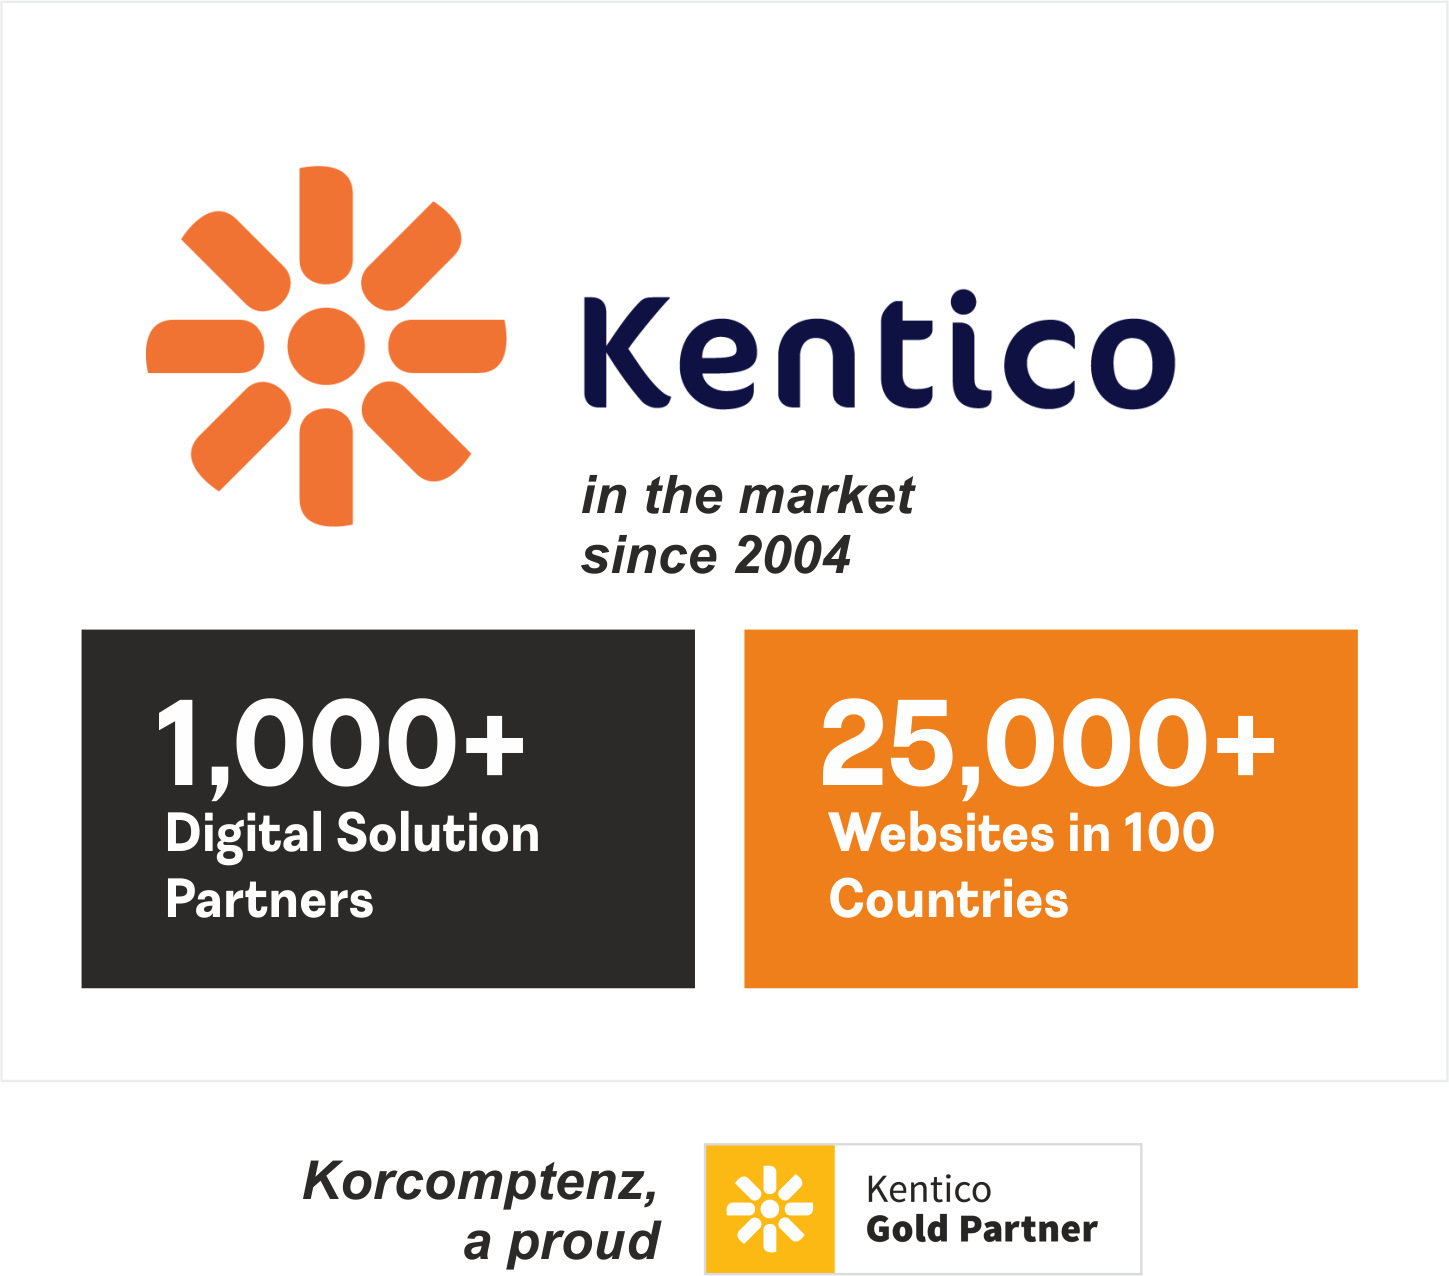 Kentico
in the market
since 2004
1,000+
Digital Solution
Partners
25,000+
Websites in 100
Countries
Korcomptenz,
a proud
Kentico
Gold Partner